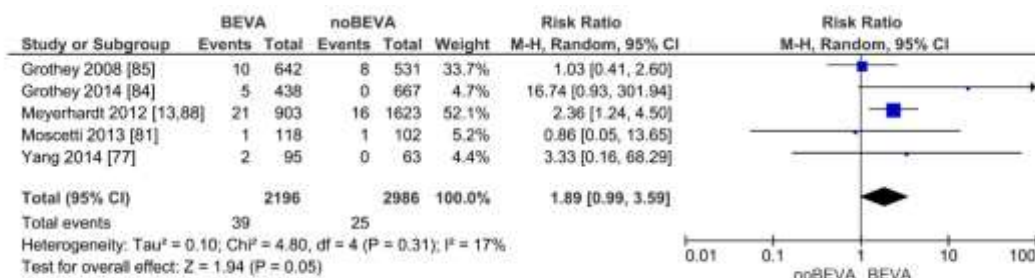 BEVA noBEVA Risk Ratio Risk Ratio
Study or Subgroup Events Total Events Total Weight M-H, Random, 95% CI M-H, Random, 95% CI
Grothey 2008 [85] 10 642 8 531 33.7% 1.03 [0.41, 2.60]
Grothey 2014 [84] 5 438 0 667 4.7% 16.74 [0.93, 301.94]
Meyerhardt 2012 [13,88] 21 903 16 1623 52.1% 2.36 [1.24, 4.50]
Moscetti 2013 [81] 1 118 1 102 5.2% 0.86 [0.05, 13.65]
Yang 2014 [77] 2 95 0 63 4.4% 3.33 [0.16, 68.29]
Total (95% CI) 2196 2986 100.0% 1.89 [0.99, 3.59]
Total events 39 25
Heterogeneity: Tau² = 0.10; Chi² = 4.80, df = 4 (P = 0.31); I² = 17%
Test for overall effect: Z = 1.94 (P = 0.05)
0.01 0.1 1 10 100
noBEVA BEVA